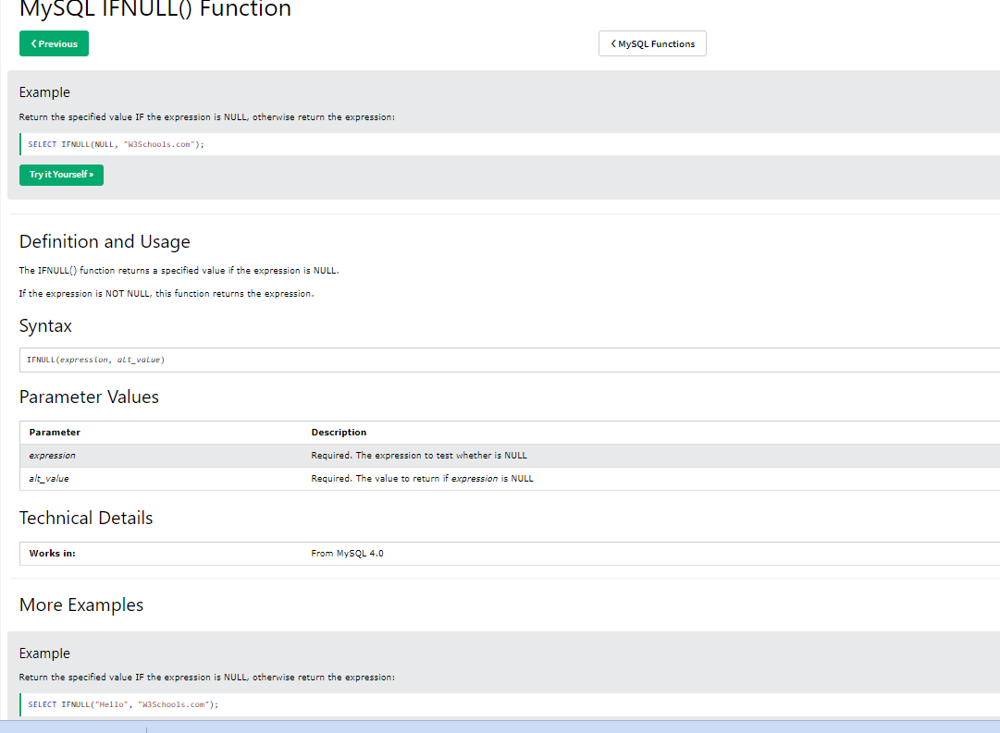 MySQL IFNULL() Function
❮ Previous
❮ MySQL Functions
Example
Return the specified value IF the expression is NULL, otherwise return the expression:
SELECT IFNULL(NULL, "W3Schools.com");
Try it Yourself »
Definition and Usage
The IFNULL() function returns a specified value if the expression is NULL.
If the expression is NOT NULL, this function returns the expression.
Syntax
IFNULL(expression, alt_value)
Parameter Values
Parameter Description
expression Required. The expression to test whether is NULL
alt_value Required. The value to return if expression is NULL
Technical Details
Works in: From MySQL 4.0
More Examples
Example
Return the specified value IF the expression is NULL, otherwise return the expression:
SELECT IFNULL("Hello", "W3Schools.com");